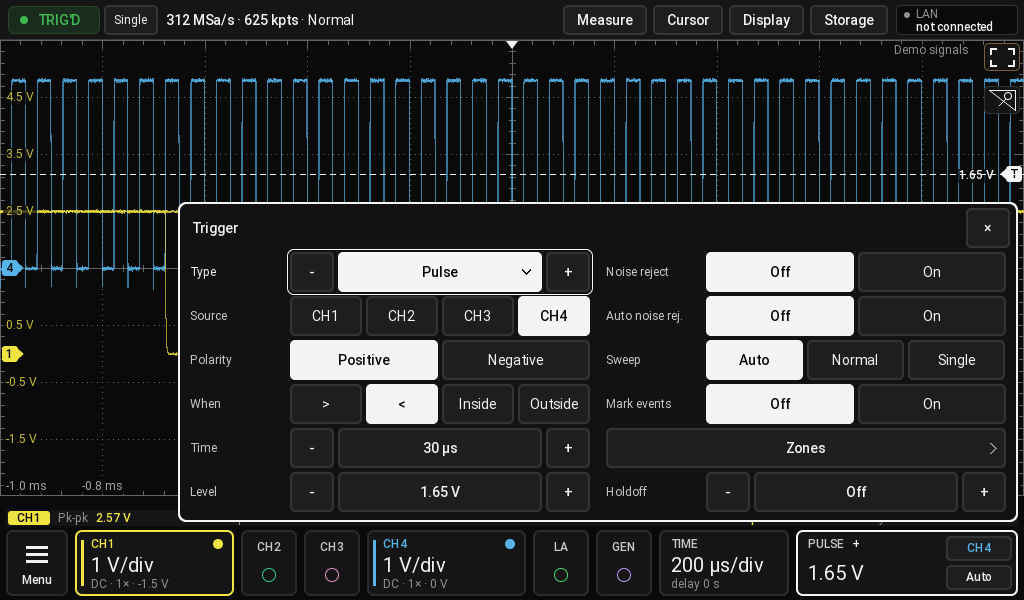 TRIG'D Single 312 MSa/s · 625 kpts · Normal Measure Cursor Display Storage LAN
not connected
Demo signals
4.5 V
3.5 V
1.65 V T
2.5 V
Trigger ×
Type - Pulse + Noise reject Off On
4
Source CH1 CH2 CH3 CH4 Auto noise rej. Off On
0.5 V
1
Polarity Positive Negative Sweep Auto Normal Single
-0.5 V
When > < Inside Outside Mark events Off On
-1.5 V
Time - 30 µs + Zones
-1.0 ms -0.8 ms
Level - 1.65 V + Holdoff - Off +
CH1 Pk-pk 2.57 V
Menu
CH1
1 V/div
DC · 1× · -1.5 V
CH2
CH3
CH4
1 V/div
DC · 1× · 0 V
LA
GEN
TIME
200 µs/div
delay 0 s
PULSE + CH4
1.65 V Auto